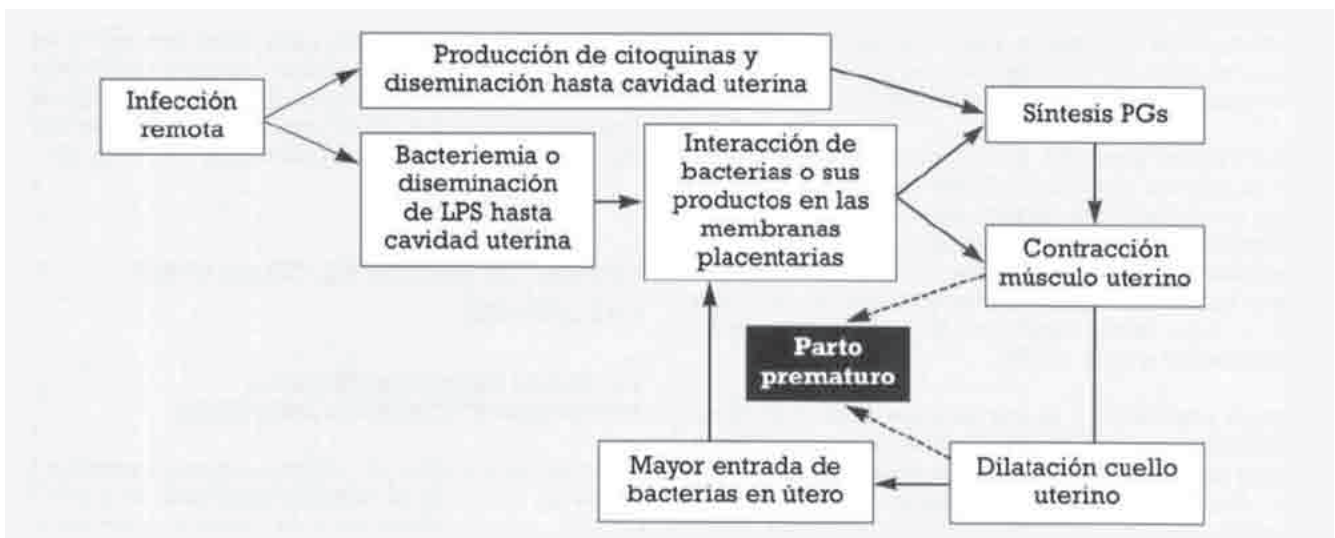 Producción de citoquinas y
diseminación hasta cavidad uterina
Infección
remota
Síntesis PGs
Bacteriemia o
diseminación
de LPS hasta
cavidad uterina
Interacción de
bacterias o sus
productos en las
membranas
placentarias
Contracción
músculo uterino
Parto
prematuro
Mayor entrada de
bacterias en útero
Dilatación cuello
uterino